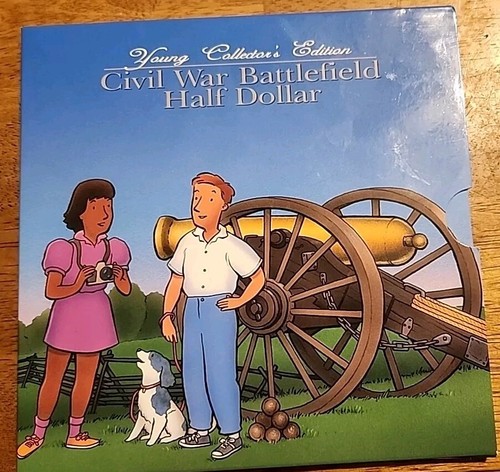 Young Collector's Edition
Civil War Battlefield
Half Dollar